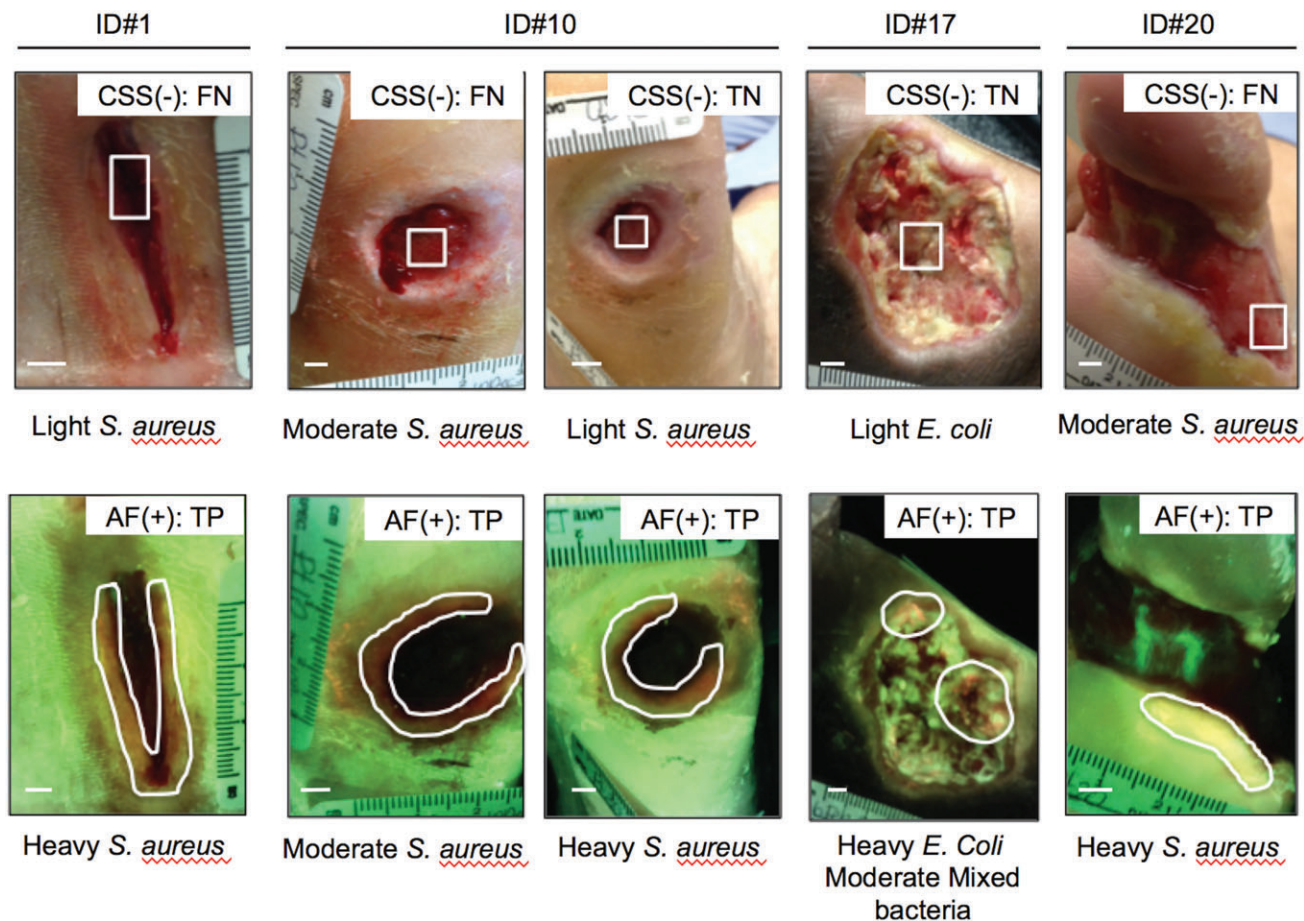 ID#1
ID#10
ID#17
ID#20
CSS(-): FN
CSS(-): FN
CSS(-): TN
CSS(-): TN
CSS(-): FN
Light S. aureus
Moderate S. aureus
Light S. aureus
Light E. coli
Moderate S. aureus
AF(+): TP
AF(+): TP
AF(+): TP
AF(+): TP
AF(+): TP
Heavy S. aureus
Moderate S. aureus
Heavy S. aureus
Heavy E. Coli
Moderate Mixed
bacteria
Heavy S. aureus